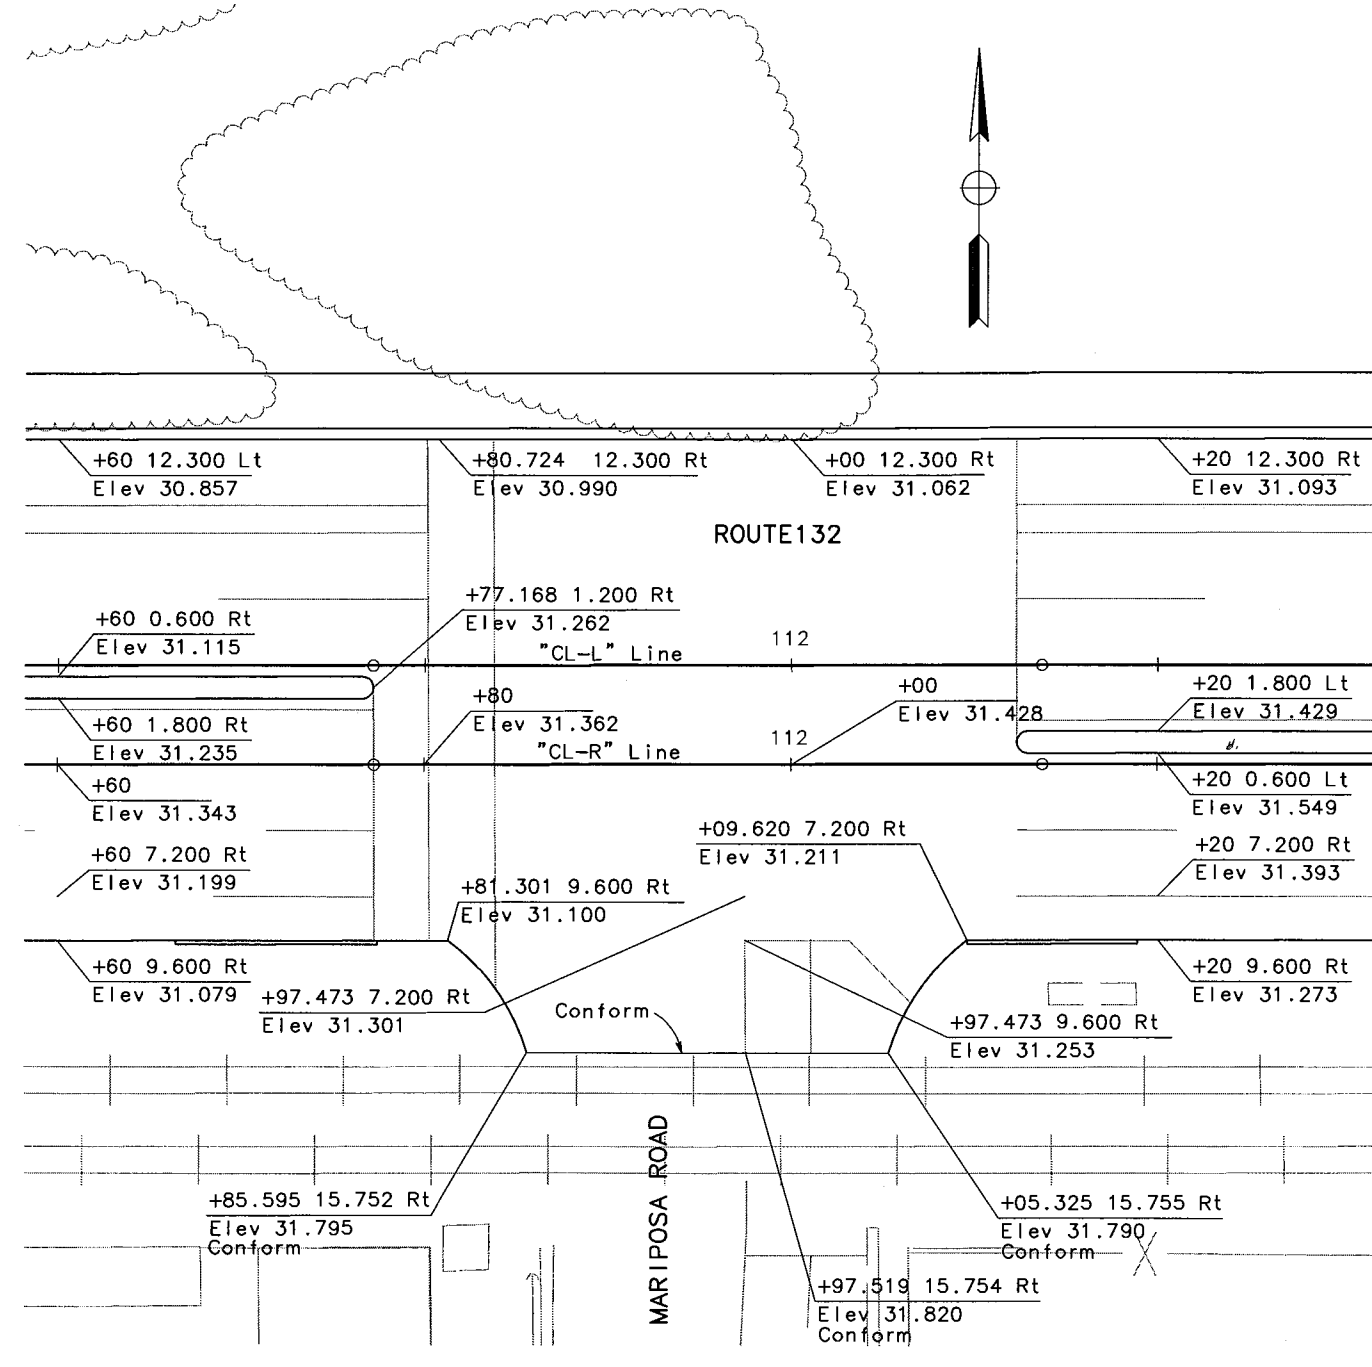 +60 12.300 Lt
Elev 30.857
+80.724 12.300 Rt
Elev 30.990
+00 12.300 Rt
Elev 31.062
+20 12.300 Rt
Elev 31.093
ROUTE132
+77.168 1.200 Rt
Elev 31.262
+60 0.600 Rt
Elev 31.115
"CL-L" Line
112
+60 1.800 Rt
Elev 31.235
+80
Elev 31.362
+00
Elev 31.428
+20 1.800 Lt
Elev 31.429
"CL-R" Line
112
+60
Elev 31.343
+20 0.600 Lt
Elev 31.549
+60 7.200 Rt
Elev 31.199
+09.620 7.200 Rt
Elev 31.211
+20 7.200 Rt
Elev 31.393
+81.301 9.600 Rt
Elev 31.100
+60 9.600 Rt
Elev 31.079
+97.473 7.200 Rt
Elev 31.301
Conform
+20 9.600 Rt
Elev 31.273
+97.473 9.600 Rt
Elev 31.253
MARIPOSA ROAD
+85.595 15.752 Rt
Elev 31.795
Conform
+05.325 15.755 Rt
Elev 31.790
Conform
+97.519 15.754 Rt
Elev 31.820
Conform